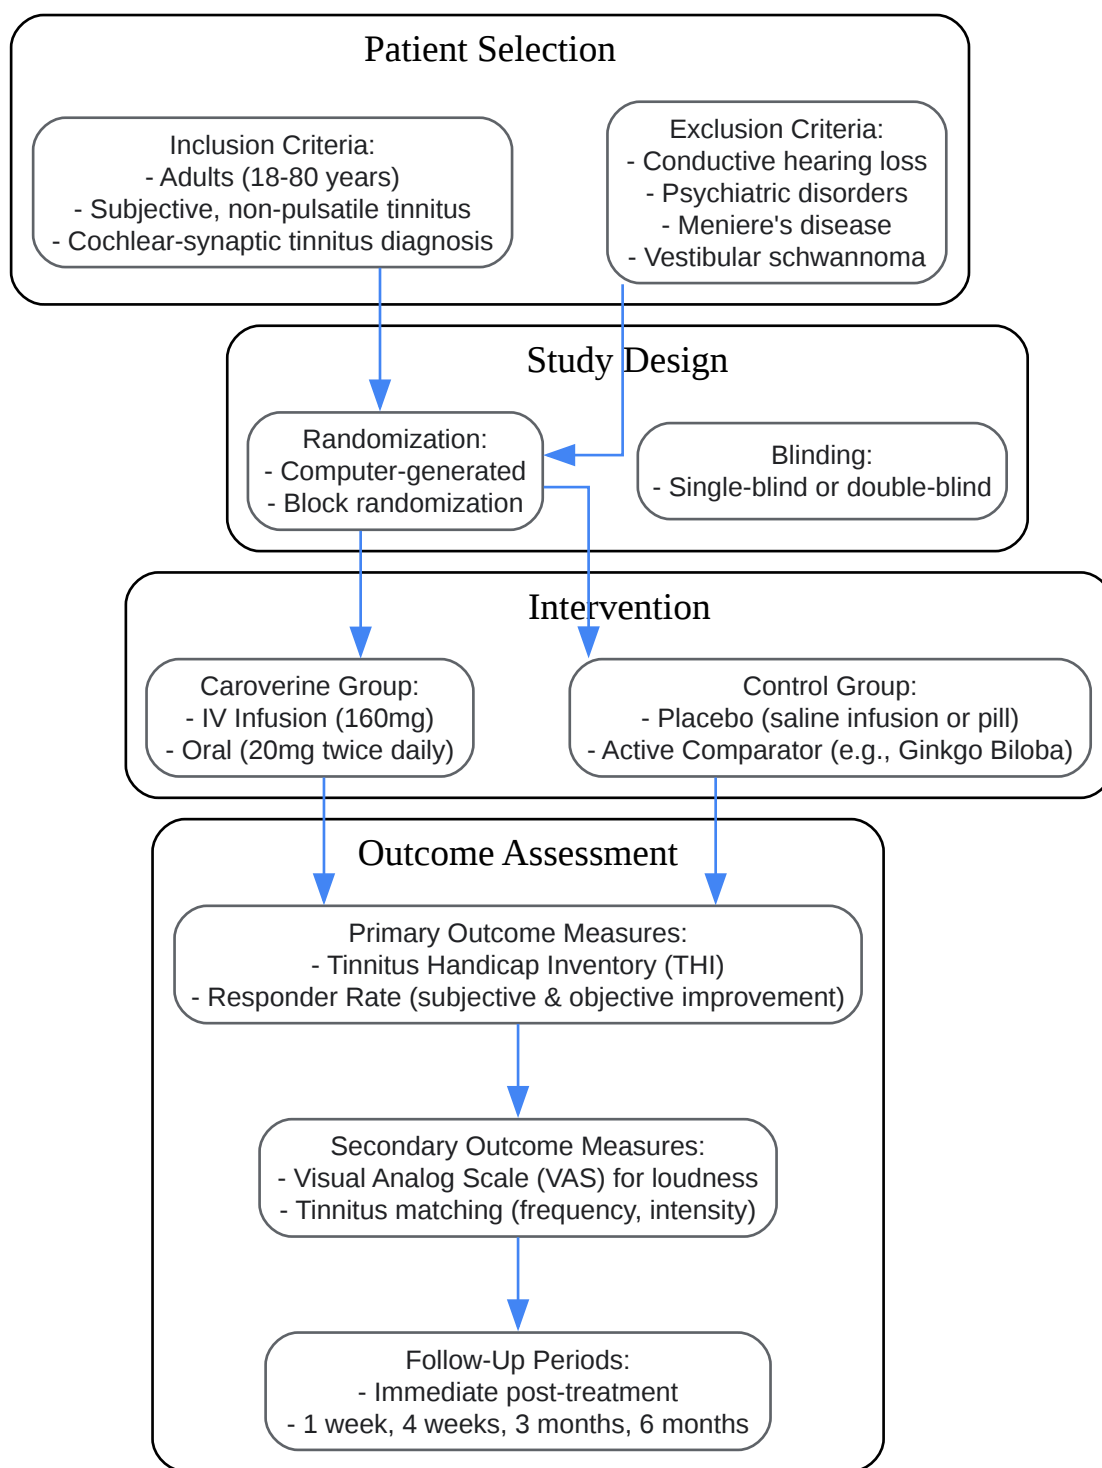 Patient Selection
Inclusion Criteria:
- Adults (18-80 years)
- Subjective, non-pulsatile tinnitus
- Cochlear-synaptic tinnitus diagnosis
Exclusion Criteria:
- Conductive hearing loss
- Psychiatric disorders
- Meniere's disease
- Vestibular schwannoma
Study Design
Randomization:
- Computer-generated
- Block randomization
Blinding:
- Single-blind or double-blind
Intervention
Caroverine Group:
- IV Infusion (160mg)
- Oral (20mg twice daily)
Control Group:
- Placebo (saline infusion or pill)
- Active Comparator (e.g., Ginkgo Biloba)
Outcome Assessment
Primary Outcome Measures:
- Tinnitus Handicap Inventory (THI)
- Responder Rate (subjective & objective improvement)
Secondary Outcome Measures:
- Visual Analog Scale (VAS) for loudness
- Tinnitus matching (frequency, intensity)
Follow-Up Periods:
- Immediate post-treatment
- 1 week, 4 weeks, 3 months, 6 months